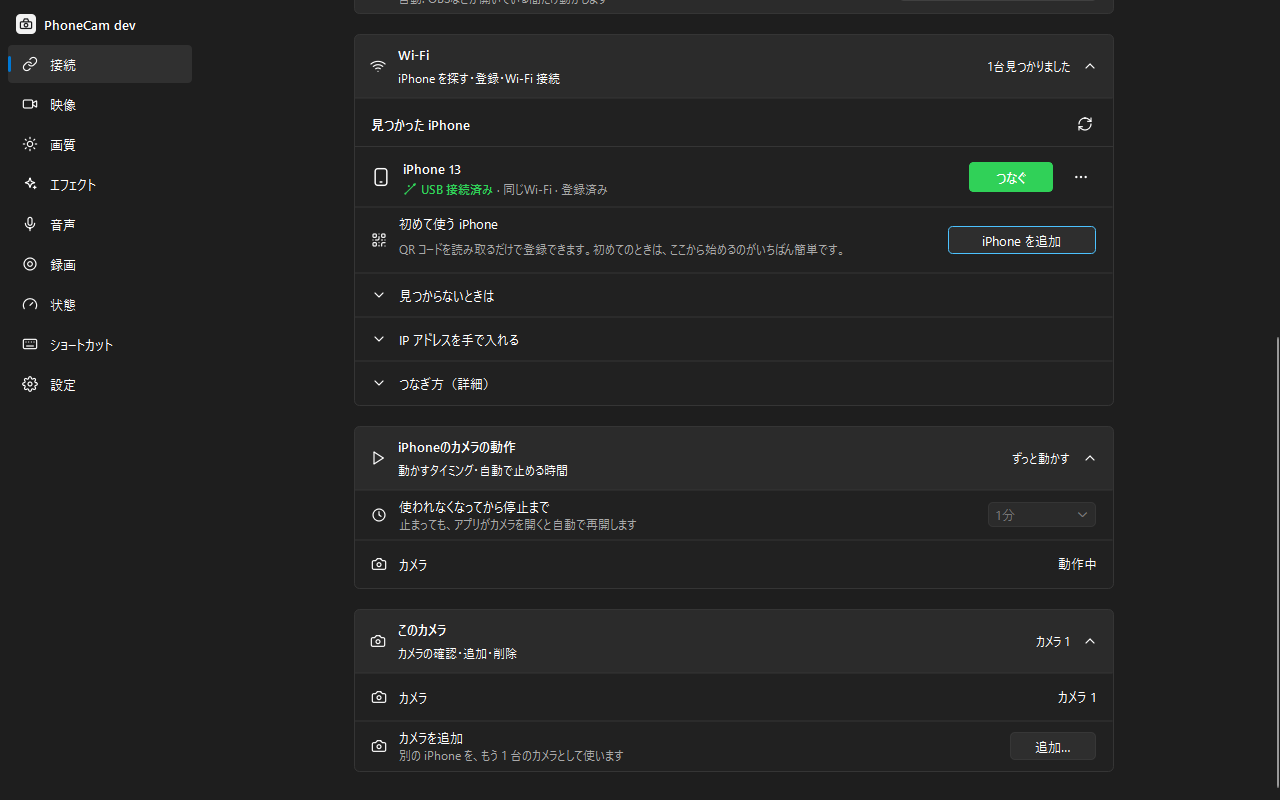 PhoneCam dev
接続
映像
画質
エフェクト
音声
録画
状態
ショートカット
設定
Wi-Fi
iPhone を探す・登録・Wi-Fi 接続
1台見つかりました
見つかった iPhone
iPhone 13
USB 接続済み · 同じWi-Fi · 登録済み
つなぐ
初めて使う iPhone
QR コードを読み取るだけで登録できます。初めてのときは、ここから始めるのがいちばん簡単です。
iPhone を追加
見つからないときは
IP アドレスを手で入れる
つなぎ方（詳細）
iPhoneのカメラの動作
動かすタイミング・自動で止める時間
ずっと動かす
使われなくなってから停止まで
止まっても、アプリがカメラを開くと自動で再開します
1分
カメラ
動作中
このカメラ
カメラの確認・追加・削除
カメラ 1
カメラ
カメラ 1
カメラを追加
別の iPhone を、もう 1 台のカメラとして使います
追加...